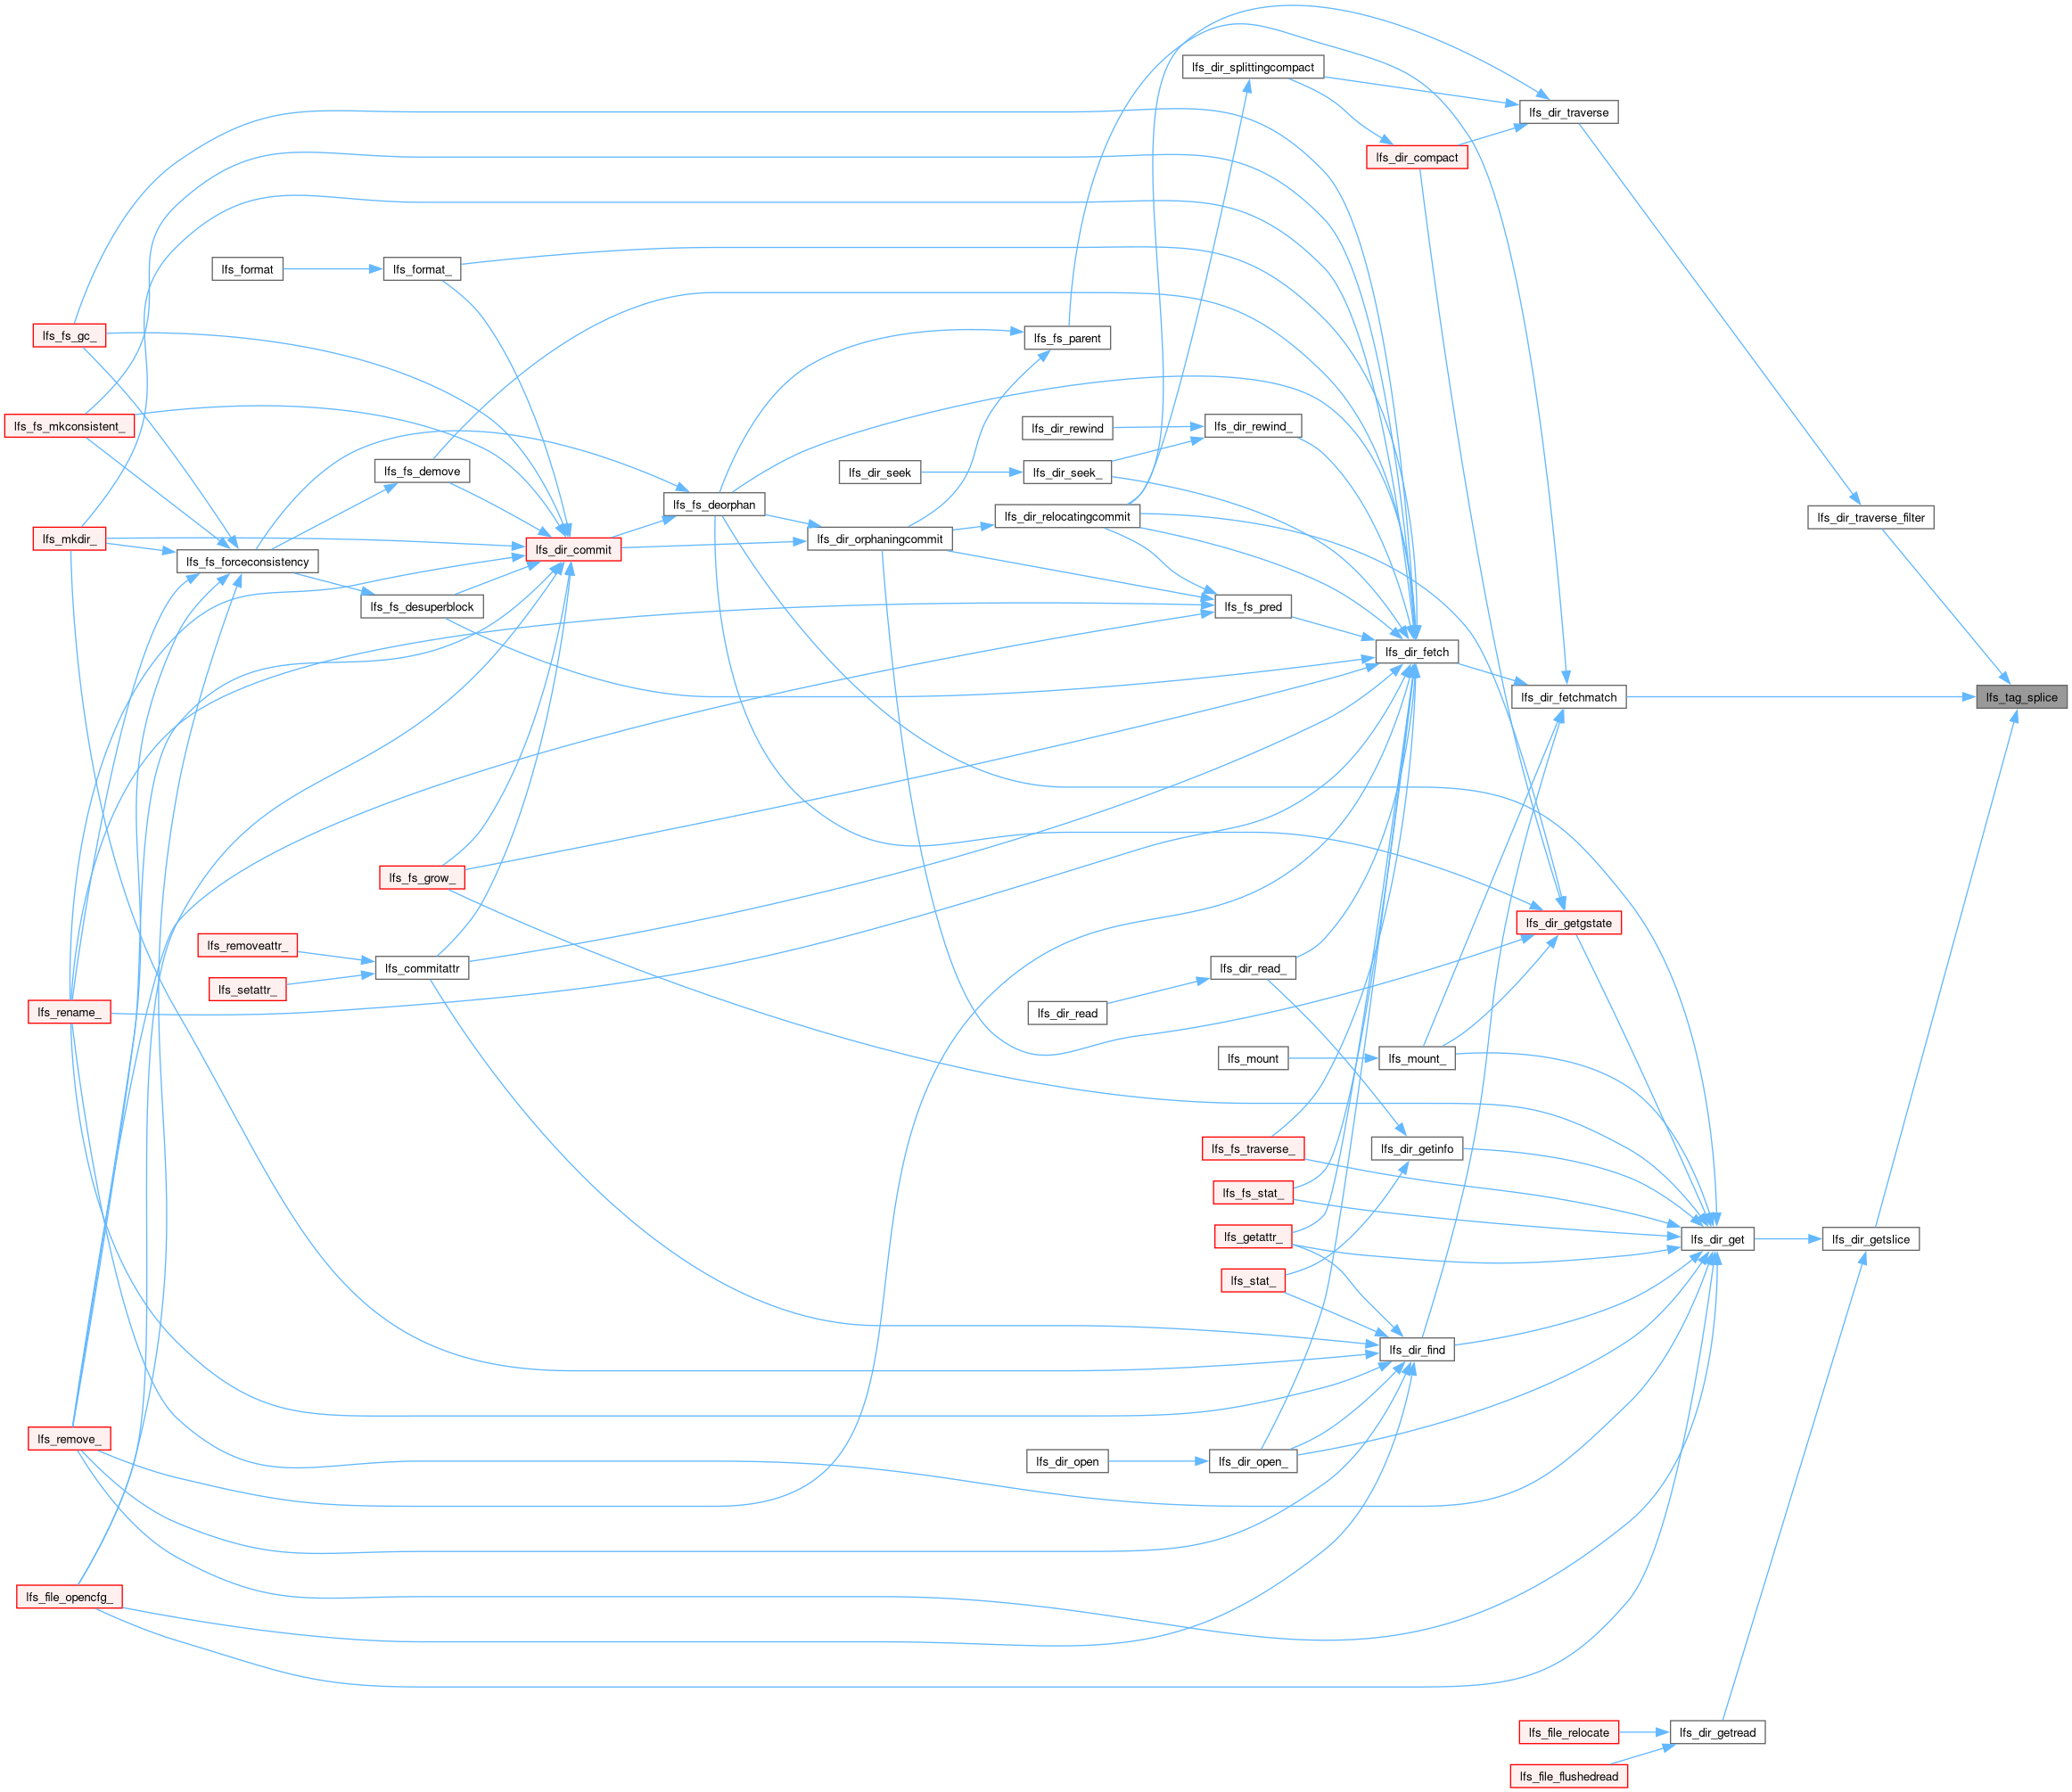 lfs_dir_splittingcompact
lfs_dir_traverse
lfs_dir_compact
lfs_format
lfs_format_
lfs_fs_gc_
lfs_fs_parent
lfs_fs_mkconsistent_
lfs_dir_rewind
lfs_dir_rewind_
lfs_fs_demove
lfs_dir_seek
lfs_dir_seek_
lfs_fs_deorphan
lfs_dir_relocatingcommit
lfs_dir_traverse_filter
lfs_mkdir_
lfs_dir_orphaningcommit
lfs_dir_commit
lfs_fs_forceconsistency
lfs_fs_desuperblock
lfs_fs_pred
lfs_dir_fetch
lfs_dir_fetchmatch
lfs_tag_splice
lfs_fs_grow_
lfs_dir_getgstate
lfs_removeattr_
lfs_commitattr
lfs_dir_read_
lfs_setattr_
lfs_rename_
lfs_dir_read
lfs_mount
lfs_mount_
lfs_fs_traverse_
lfs_dir_getinfo
lfs_fs_stat_
lfs_getattr_
lfs_dir_get
lfs_dir_getslice
lfs_stat_
lfs_dir_find
lfs_remove_
lfs_dir_open
lfs_dir_open_
lfs_file_opencfg_
lfs_file_relocate
lfs_dir_getread
lfs_file_flushedread